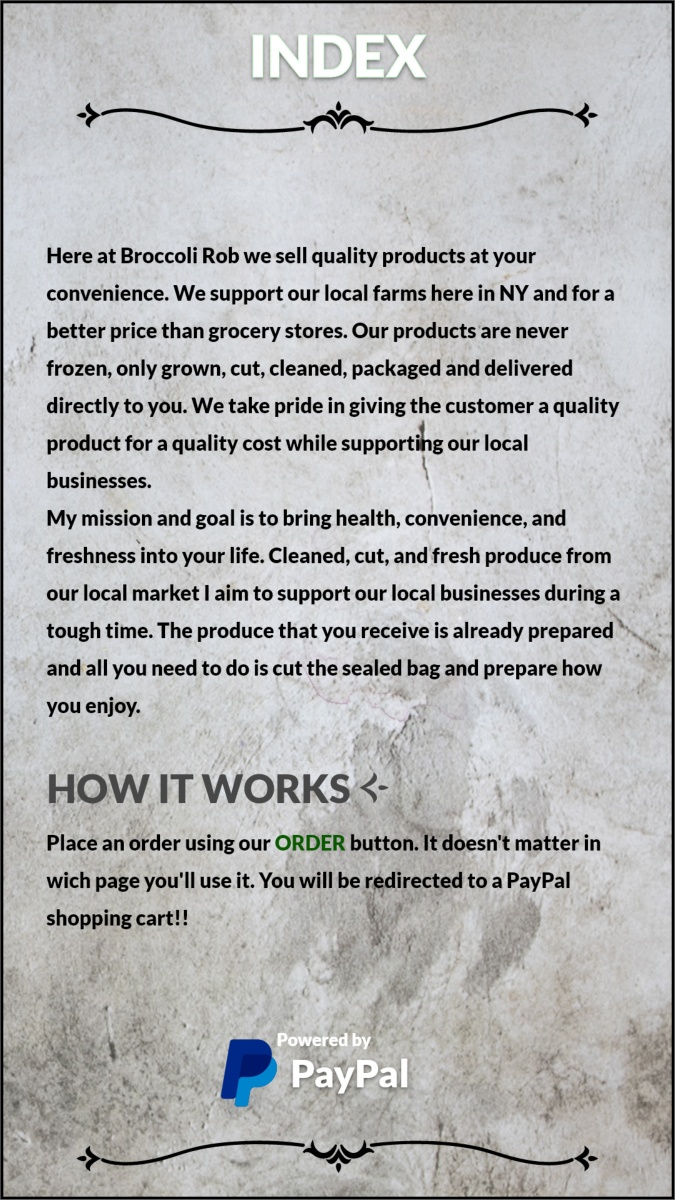 INDEX
Here at Broccoli Rob we sell quality products at your
convenience. We support our local farms here in NY and for a
better price than grocery stores. Our products are never
frozen, only grown, cut, cleaned, packaged and delivered
directly to you. We take pride in giving the customer a quality
product for a quality cost while supporting our local
businesses.
My mission and goal is to bring health, convenience, and
freshness into your life. Cleaned, cut, and fresh produce from
our local market I aim to support our local businesses during a
tough time. The produce that you receive is already prepared
and all you need to do is cut the sealed bag and prepare how
you enjoy.
HOW IT WORKS
Place an order using our ORDER button. It doesn't matter in
wich page you'll use it. You will be redirected to a PayPal
shopping cart!!
Powered by
PayPal